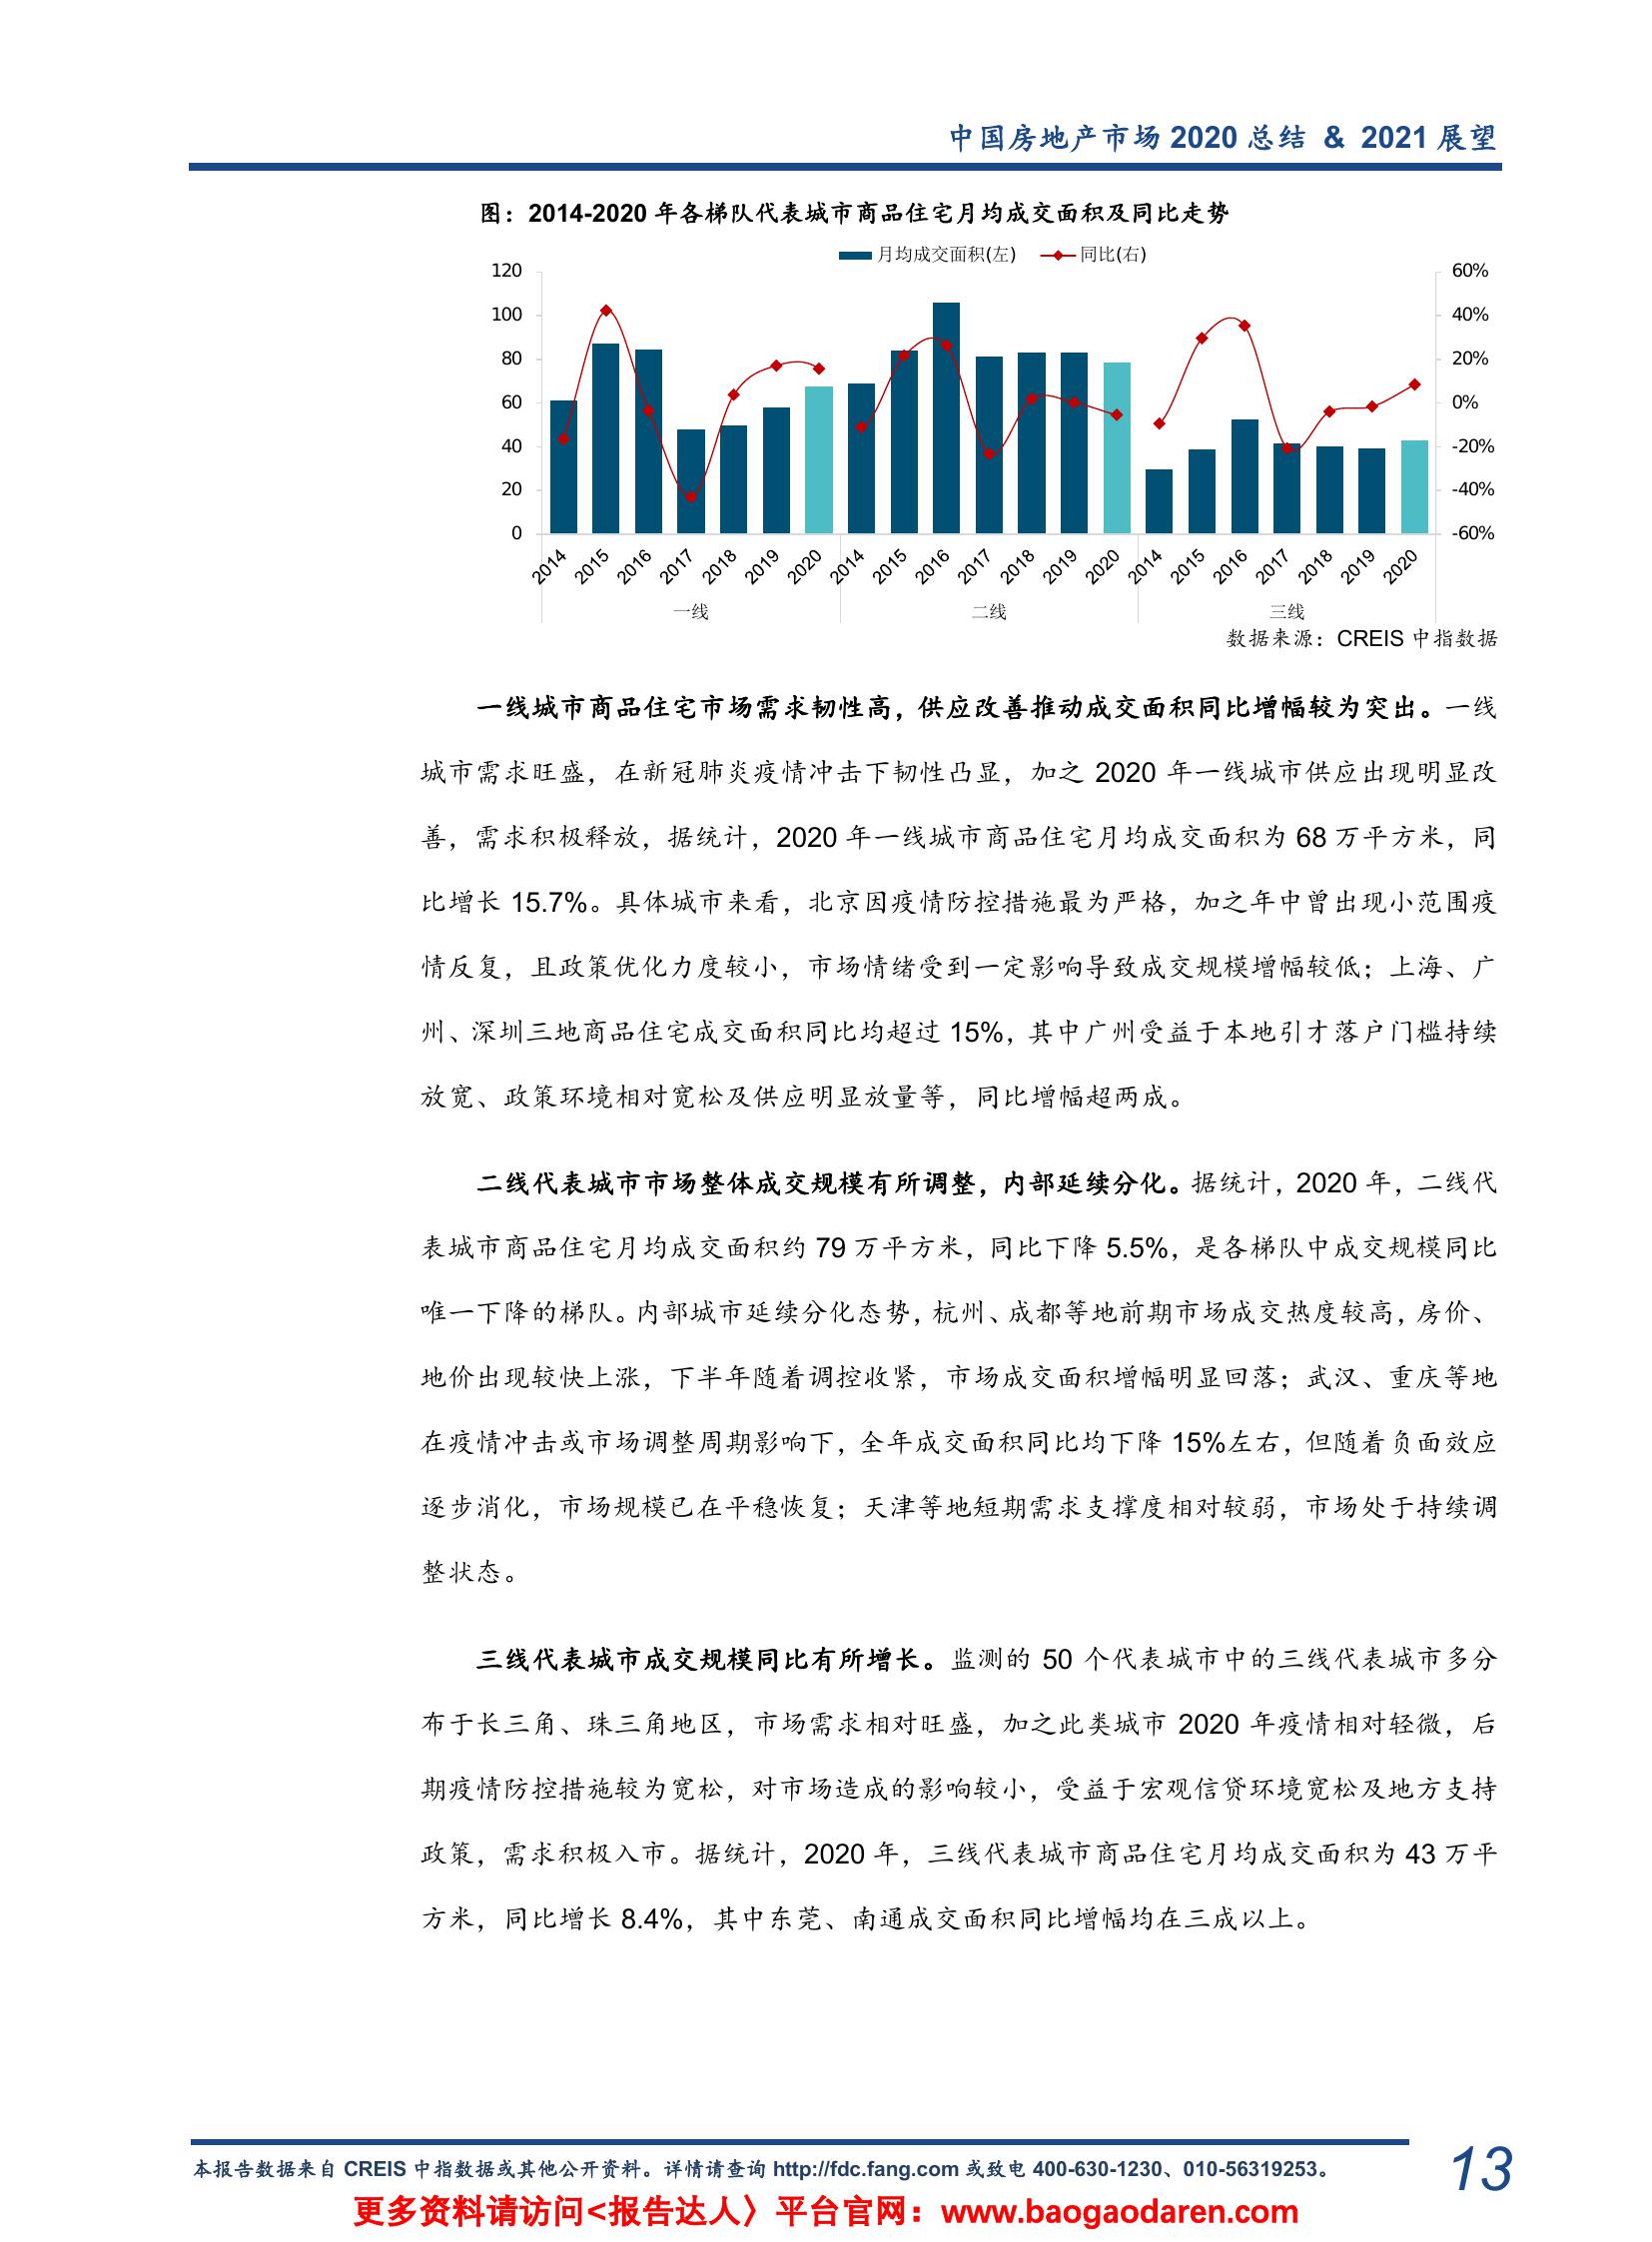 中国房地产市场 2020 总结 & 2021 展望
图：2014-2020 年各梯队代表城市商品住宅月均成交面积及同比走势
月均成交面积(左) 同比(右)
120 60%
100 40%
80 20%
60 0%
40 -20%
20 -40%
0 -60%
2014 2015 2016 2017 2018 2019 2020 2014 2015 2016 2017 2018 2019 2020 2014 2015 2016 2017 2018 2019 2020
一线 二线 三线
数据来源：CREIS 中指数据
一线城市商品住宅市场需求韧性高，供应改善推动成交面积同比增幅较为突出。一线
城市需求旺盛，在新冠肺炎疫情冲击下韧性凸显，加之 2020 年一线城市供应出现明显改
善，需求积极释放，据统计，2020 年一线城市商品住宅月均成交面积为 68 万平方米，同
比增长 15.7%。具体城市来看，北京因疫情防控措施最为严格，加之年中曾出现小范围疫
情反复，且政策优化力度较小，市场情绪受到一定影响导致成交规模增幅较低；上海、广
州、深圳三地商品住宅成交面积同比均超过 15%，其中广州受益于本地引才落户门槛持续
放宽、政策环境相对宽松及供应明显放量等，同比增幅超两成。
二线代表城市市场整体成交规模有所调整，内部延续分化。据统计，2020 年，二线代
表城市商品住宅月均成交面积约 79 万平方米，同比下降 5.5%，是各梯队中成交规模同比
唯一下降的梯队。内部城市延续分化态势，杭州、成都等地前期市场成交热度较高，房价、
地价出现较快上涨，下半年随着调控收紧，市场成交面积增幅明显回落；武汉、重庆等地
在疫情冲击或市场调整周期影响下，全年成交面积同比均下降 15%左右，但随着负面效应
逐步消化，市场规模已在平稳恢复；天津等地短期需求支撑度相对较弱，市场处于持续调
整状态。
三线代表城市成交规模同比有所增长。监测的 50 个代表城市中的三线代表城市多分
布于长三角、珠三角地区，市场需求相对旺盛，加之此类城市 2020 年疫情相对轻微，后
期疫情防控措施较为宽松，对市场造成的影响较小，受益于宏观信贷环境宽松及地方支持
政策，需求积极入市。据统计，2020 年，三线代表城市商品住宅月均成交面积为 43 万平
方米，同比增长 8.4%，其中东莞、南通成交面积同比增幅均在三成以上。
本报告数据来自 CREIS 中指数据或其他公开资料。详情请查询 http://fdc.fang.com 或致电 400-630-1230、010-56319253。
13
更多资料请访问<报告达人〉平台官网：www.baogaodaren.com